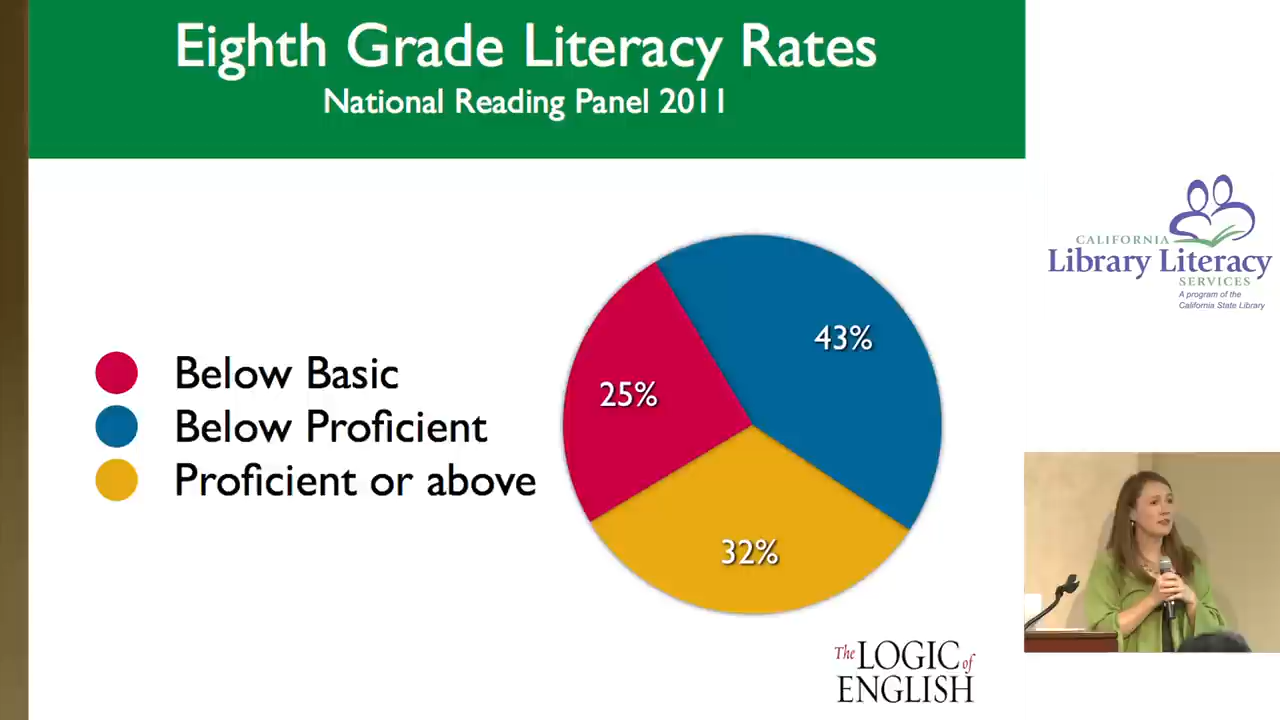 Eighth Grade Literacy Rates
National Reading Panel 2011
CALIFORNIA
Library Literacy
SERVICES
A program of the
California State Library
43%
Below Basic
25%
Below Proficient
Proficient or above
32%
The LOGIC of
ENGLISH